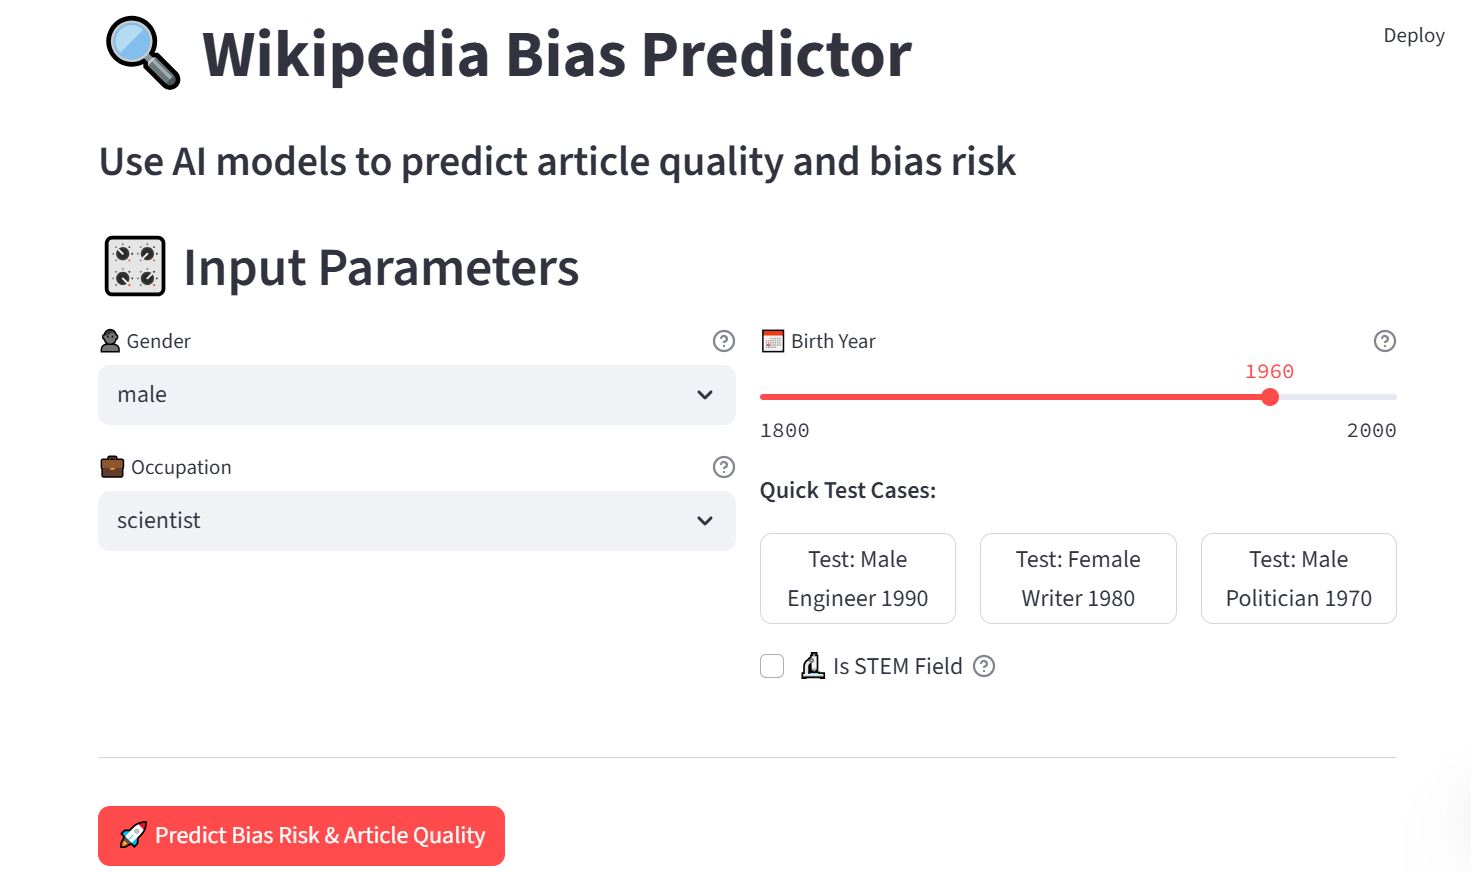 Deploy
Wikipedia Bias Predictor
Use AI models to predict article quality and bias risk
Input Parameters
Gender
male
Occupation
scientist
Birth Year
1960
1800
2000
Quick Test Cases:
Test: Male
Engineer 1990
Test: Female
Writer 1980
Test: Male
Politician 1970
Is STEM Field
Predict Bias Risk & Article Quality